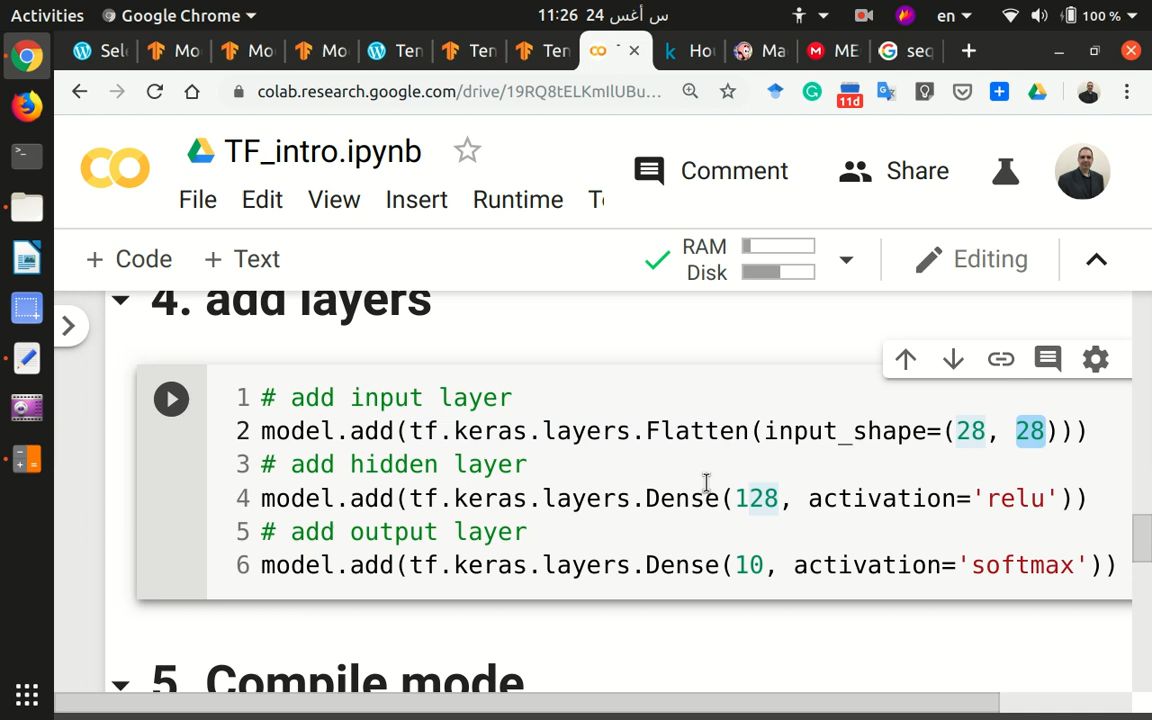 Activities Google Chrome 11:26 24 س أغس en 100 %
Sel Mo Mo Mo Ten Ten Ten Ho Ma ME seq
colab.research.google.com/drive/19RQ8tELKmIlUBu... 11d
TF_intro.ipynb
Comment Share
File Edit View Insert Runtime
+ Code + Text RAM Disk Editing
4. add layers
1 # add input layer
2 model.add(tf.keras.layers.Flatten(input_shape=(28, 28)))
3 # add hidden layer
4 model.add(tf.keras.layers.Dense(128, activation='relu'))
5 # add output layer
6 model.add(tf.keras.layers.Dense(10, activation='softmax'))
5. Compile mode